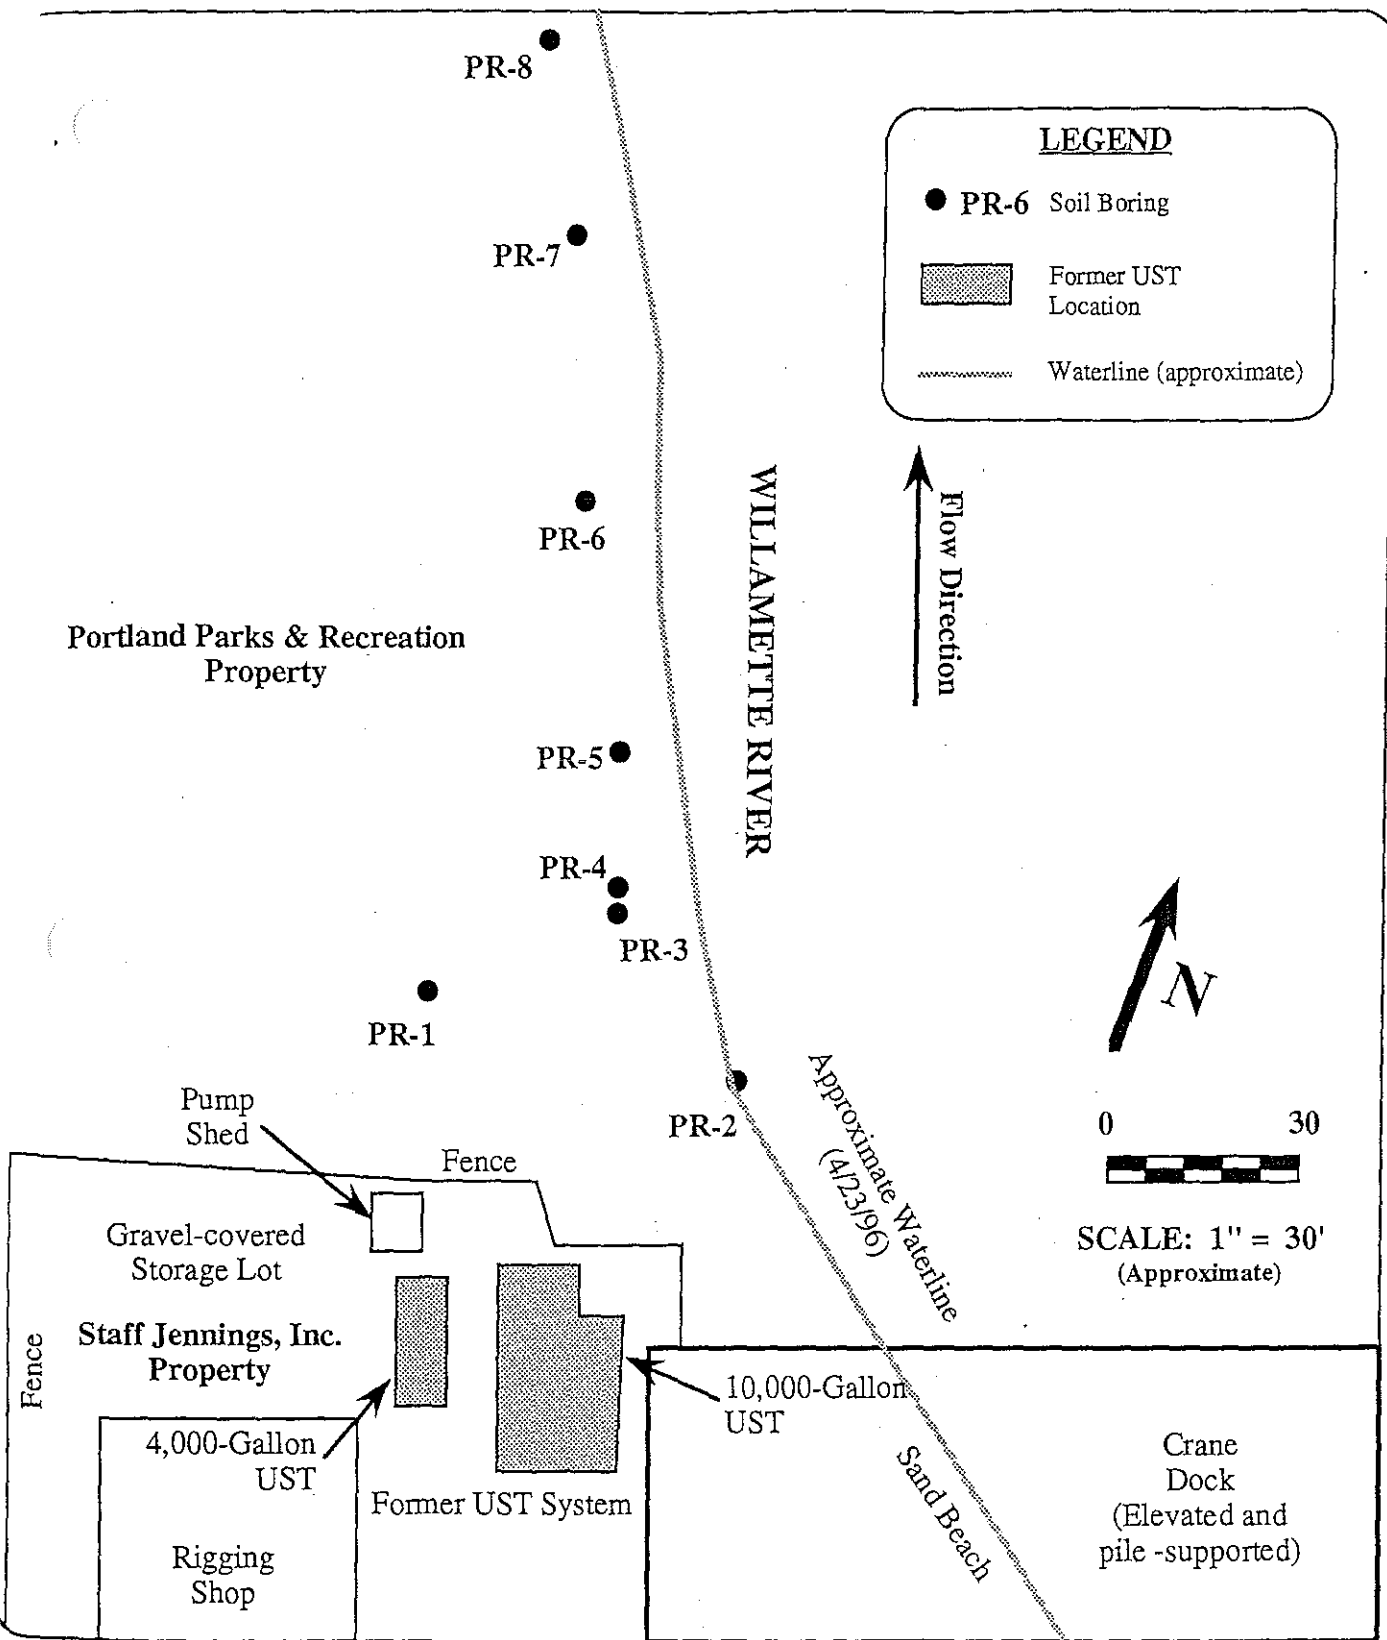 PR-8
LEGEND
PR-6 Soil Boring
Former UST
Location
Waterline (approximate)
PR-7
WILLAMETTE RIVER
Flow Direction
PR-6
Portland Parks & Recreation
Property
PR-5
PR-4
PR-3
N
PR-1
PR-2
Approximate Waterline
(4/23/96)
0 30
SCALE: 1" = 30'
(Approximate)
Pump
Shed
Fence
Gravel-covered
Storage Lot
Staff Jennings, Inc.
Property
Fence
10,000-Gallon
UST
4,000-Gallon
UST
Former UST System
Sand Beach
Crane
Dock
(Elevated and
pile -supported)
Rigging
Shop